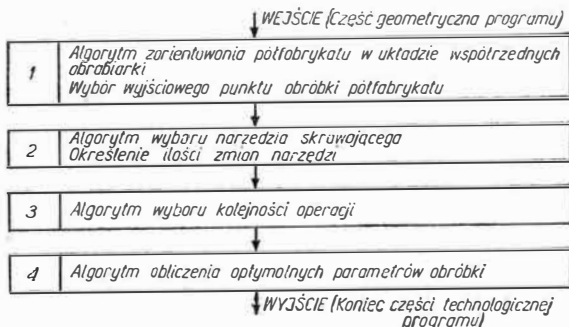 WEJŚCIE (Część geometryczna programu)
1 Algorytm zorientowania półfabrykatu w układzie współrzędnych
obrabiarki
Wybór wyjściowego punktu obróbki półfabrykatu
2 Algorytm wyboru narzędzia skrawającego
Określenie ilości zmian narzędzi
3 Algorytm wyboru kolejności operacji
4 Algorytm obliczenia optymalnych parametrów obróbki
WYJŚCIE (Koniec części technologicznej
programu)